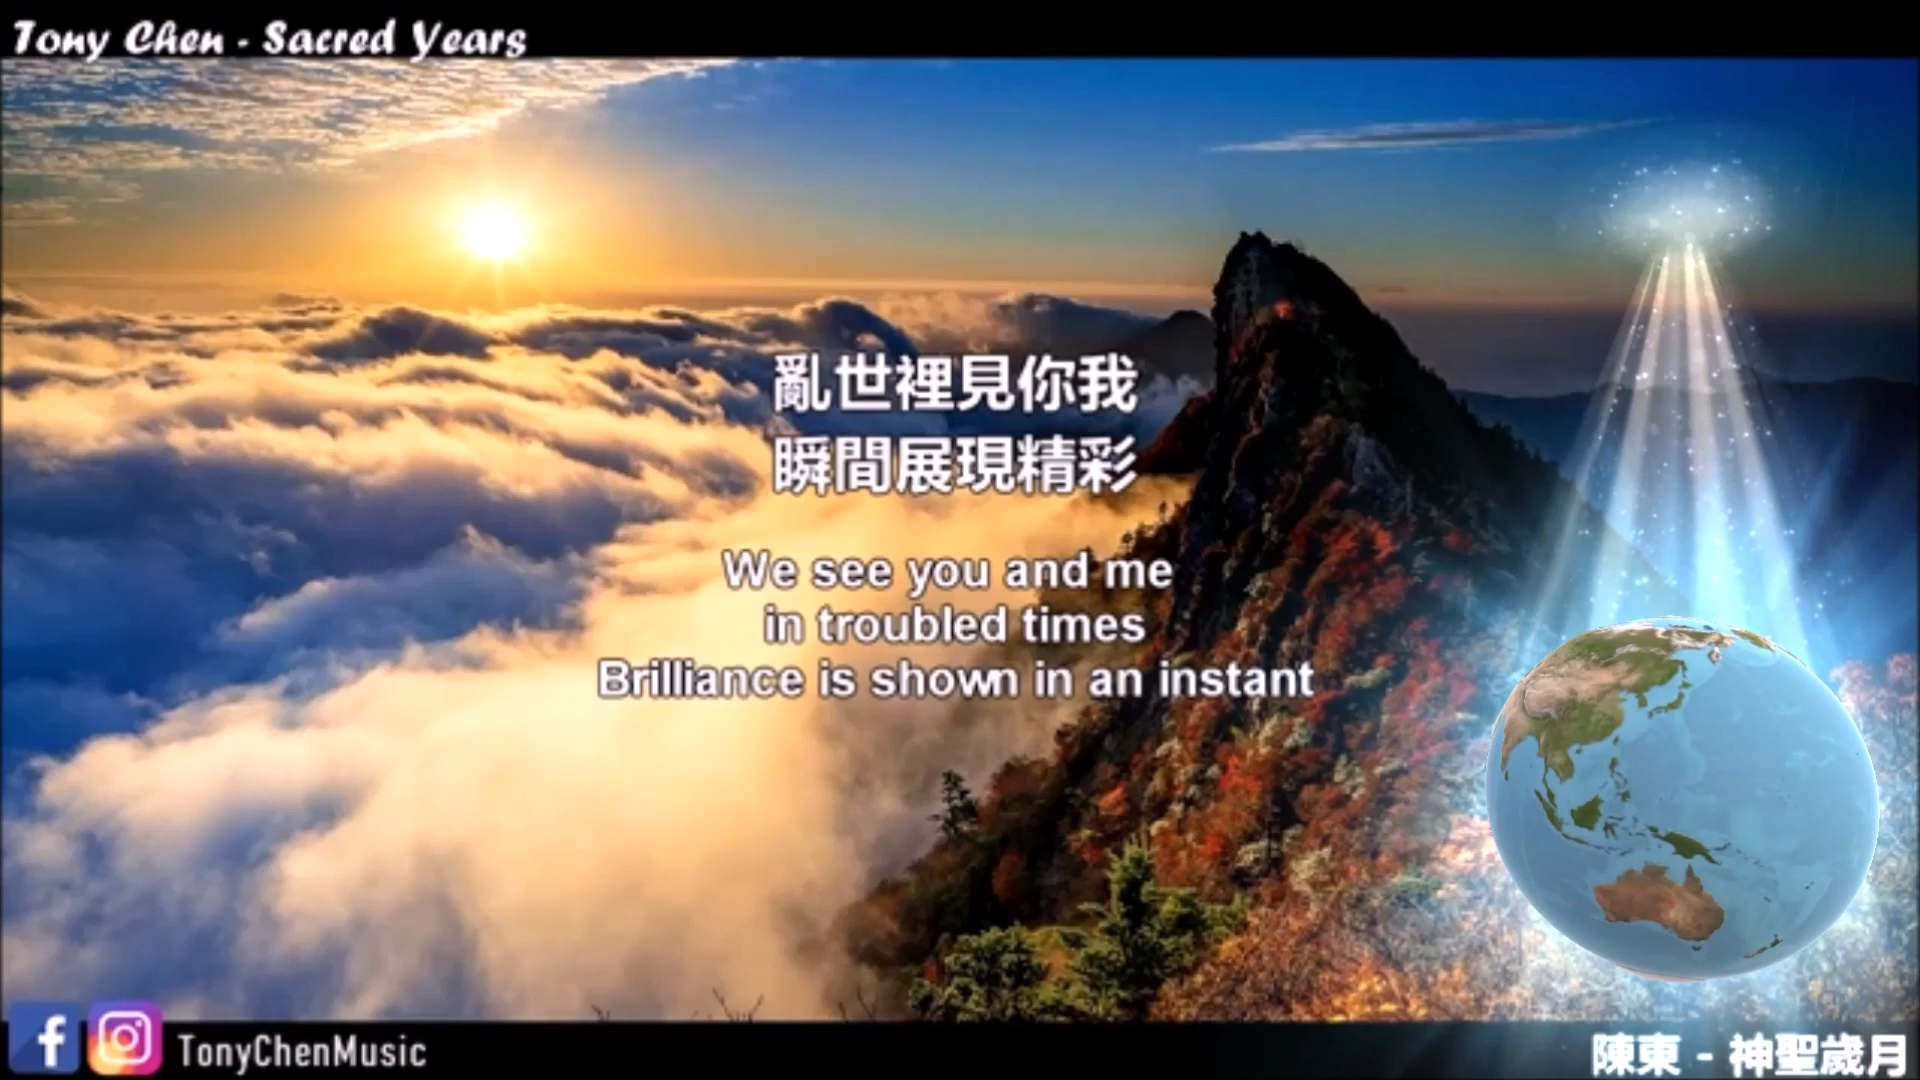 Tony Chen - Sacred Years
亂世裡見你我
瞬間展現精彩
We see you and me
in troubled times
Brilliance is shown in an instant
TonyChenMusic
陳東 - 神聖歲月